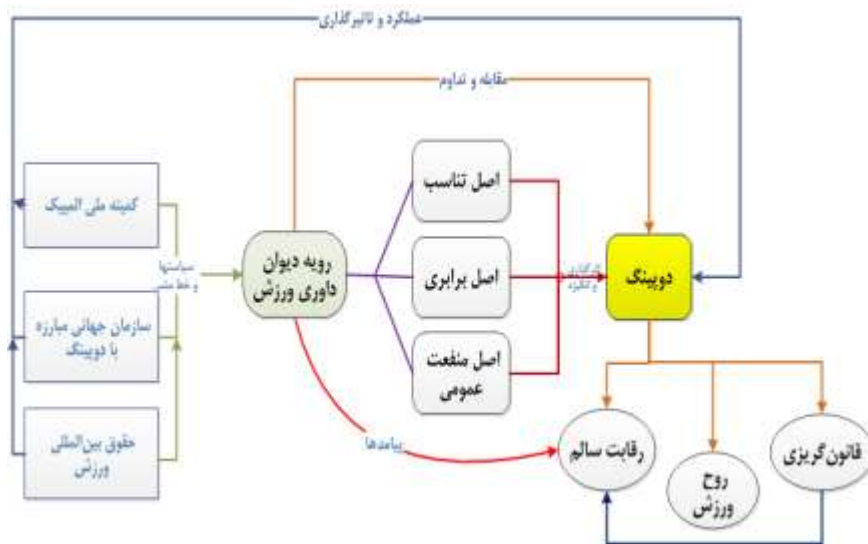 عملکرد و تاثیرگذاری
مقابله و تداوم
کمیته ملی المپیک
سازمان جهانی مبارزه
با دوپینگ
حقوق بین‌المللی
ورزش
سیاستها
و خط مشی
رویه دیوان
داوری ورزش
اصل تناسب
اصل برابری
اصل منفعت
عمومی
و انگیزه
دوپینگ
پیامدها
رقابت سالم
روح
ورزش
قانون‌گریزی